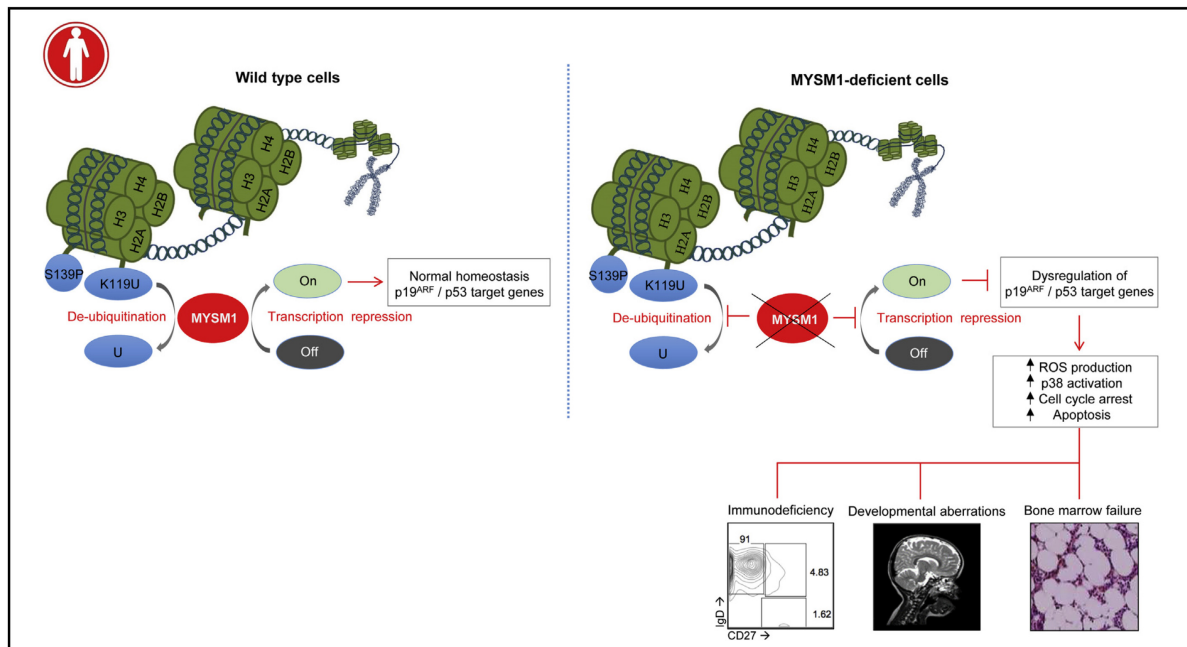 Wild type cells
MYSM1-deficient cells
H4
H2B
H3
H2A
H4
H2B
H3
H2A
S139P
K119U
De-ubiquitination
MYSM1
U
On
Transcription repression
Off
Normal homeostasis
p19ARF / p53 target genes
H4
H2B
H3
H2A
H4
H2B
H3
H2A
S139P
K119U
De-ubiquitination
MYSM1
U
On
Transcription repression
Off
Dysregulation of
p19ARF / p53 target genes
ROS production
p38 activation
Cell cycle arrest
Apoptosis
Immunodeficiency
Developmental aberrations
Bone marrow failure
91
4.83
1.62
IgD →
CD27 →